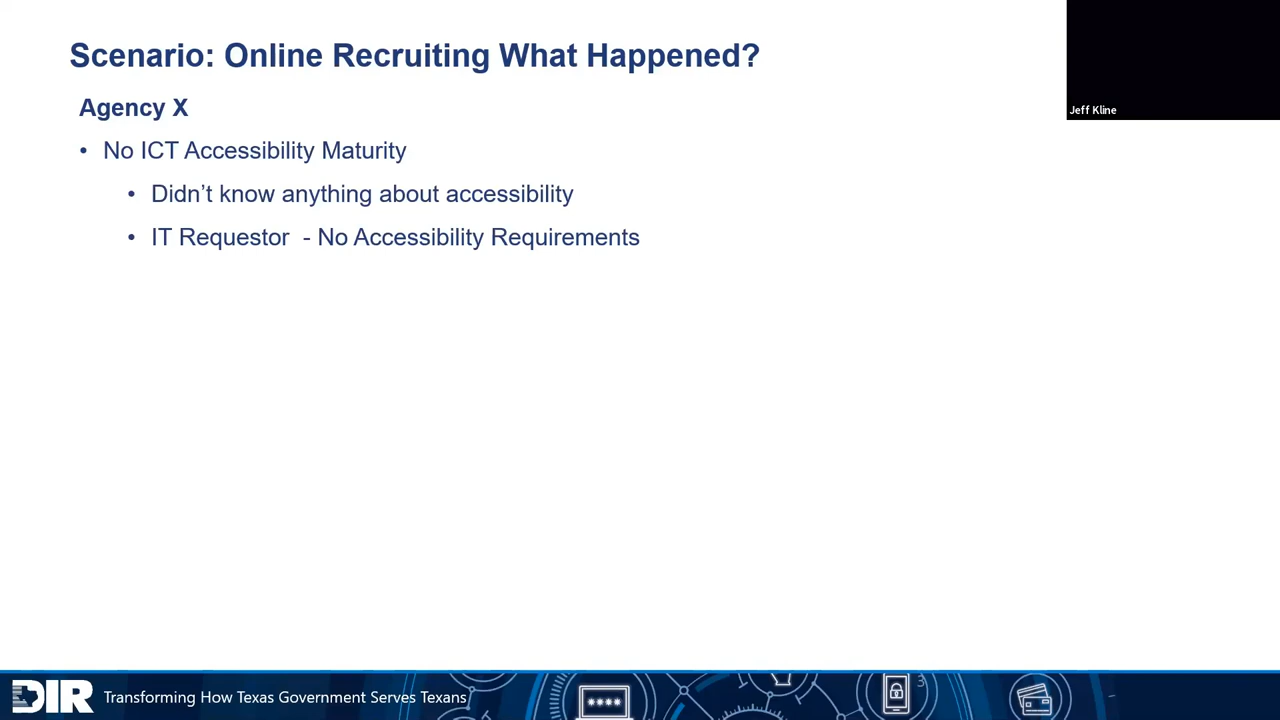 Scenario: Online Recruiting What Happened?
Jeff Kline
Agency X
• No ICT Accessibility Maturity
• Didn’t know anything about accessibility
• IT Requestor  - No Accessibility Requirements
DIR Transforming How Texas Government Serves Texans
****
3